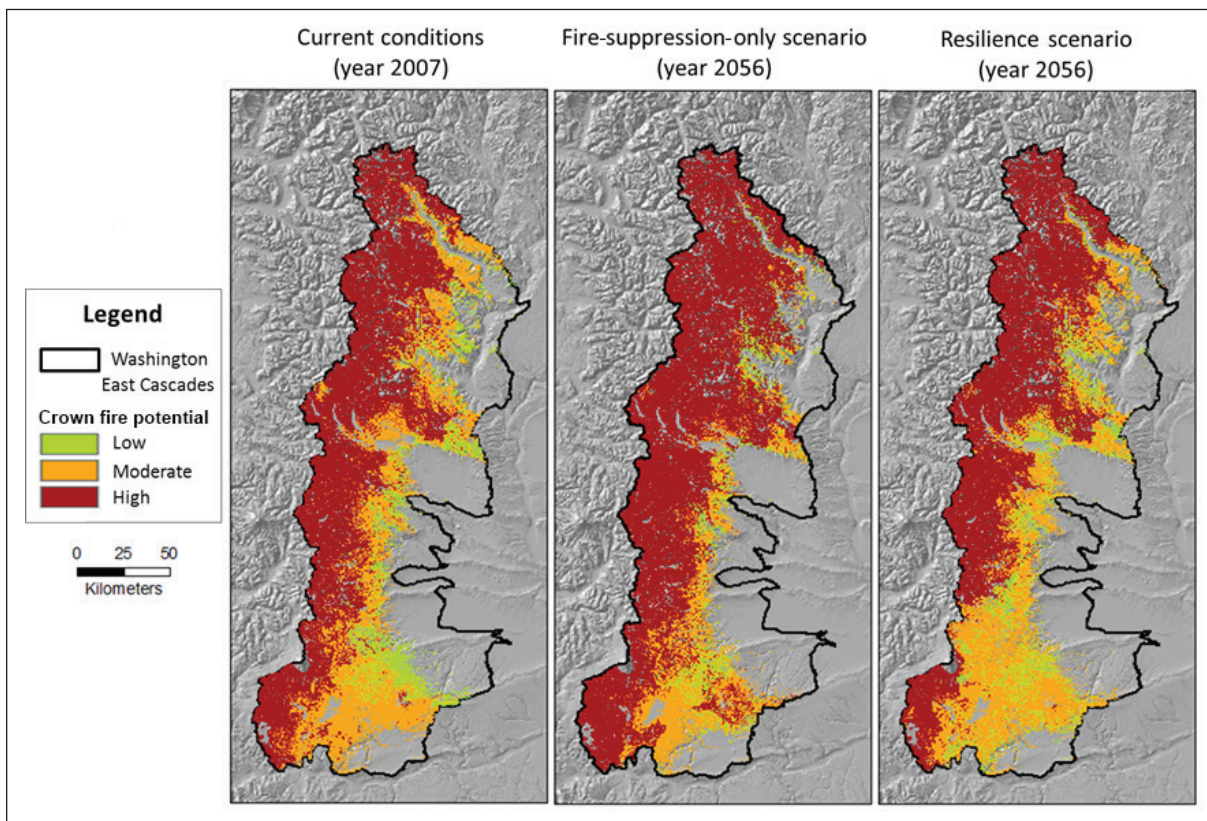 Current conditions
(year 2007)
Fire-suppression-only scenario
(year 2056)
Resilience scenario
(year 2056)
Legend
Washington
East Cascades
Crown fire potential
Low
Moderate
High
0 25 50
Kilometers